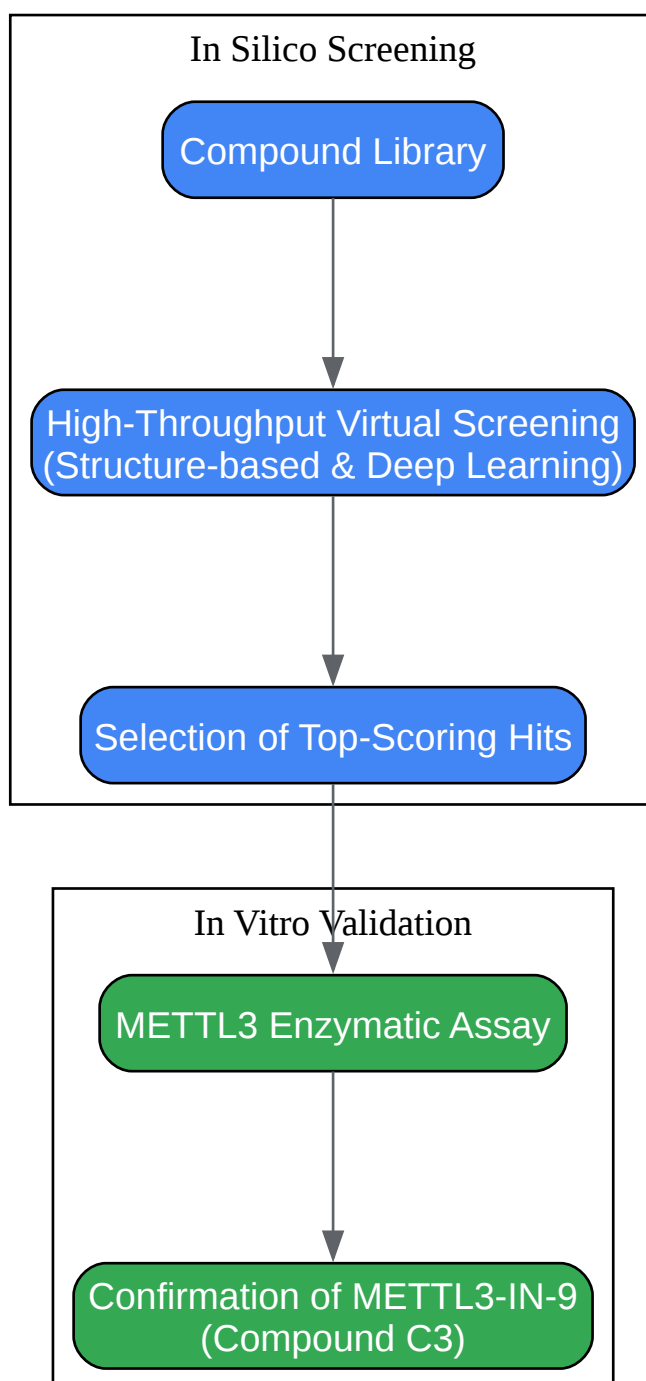 In Silico Screening
Compound Library
High-Throughput Virtual Screening
(Structure-based & Deep Learning)
Selection of Top-Scoring Hits
In Vitro Validation
METTL3 Enzymatic Assay
Confirmation of METTL3-IN-9
(Compound C3)